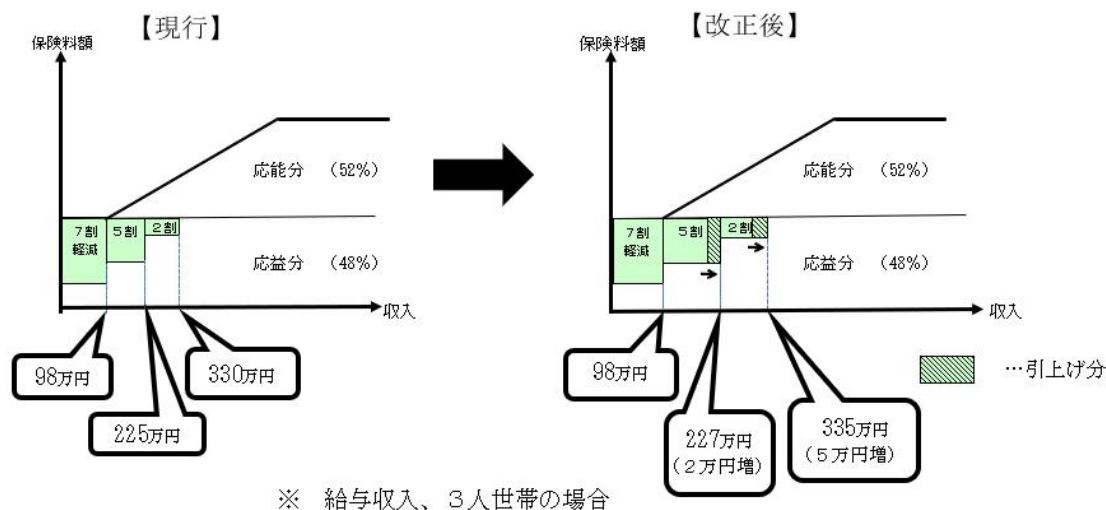 【現行】
保険料額
応能分 (52%)
7割
軽減
5割
2割
応益分 (48%)
収入
98万円
225万円
330万円
【改正後】
保険料額
応能分 (52%)
7割
軽減
5割
2割
応益分 (48%)
収入
98万円
227万円
(2万円増)
335万円
(5万円増)
…引上げ分
※ 給与収入、3人世帯の場合